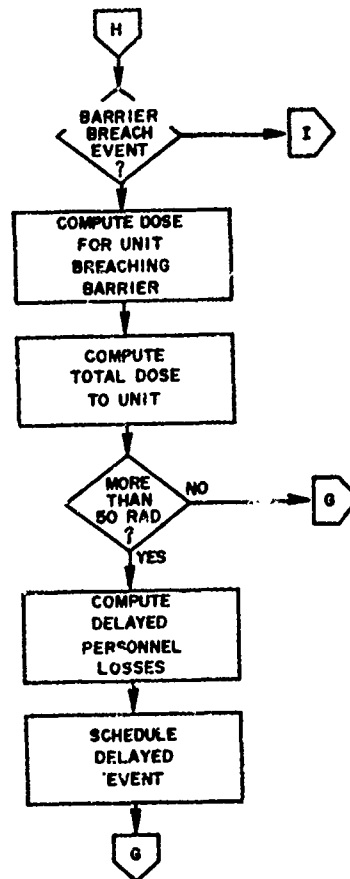 H
BARRIER
BREACH
EVENT
?
I
COMPUTE DOSE
FOR UNIT
BREACHING
BARRIER
COMPUTE
TOTAL DOSE
TO UNIT
MORE
THAN
50 RAD
?
NO
G
YES
COMPUTE
DELAYED
PERSONNEL
LOSSES
SCHEDULE
DELAYED
EVENT
G